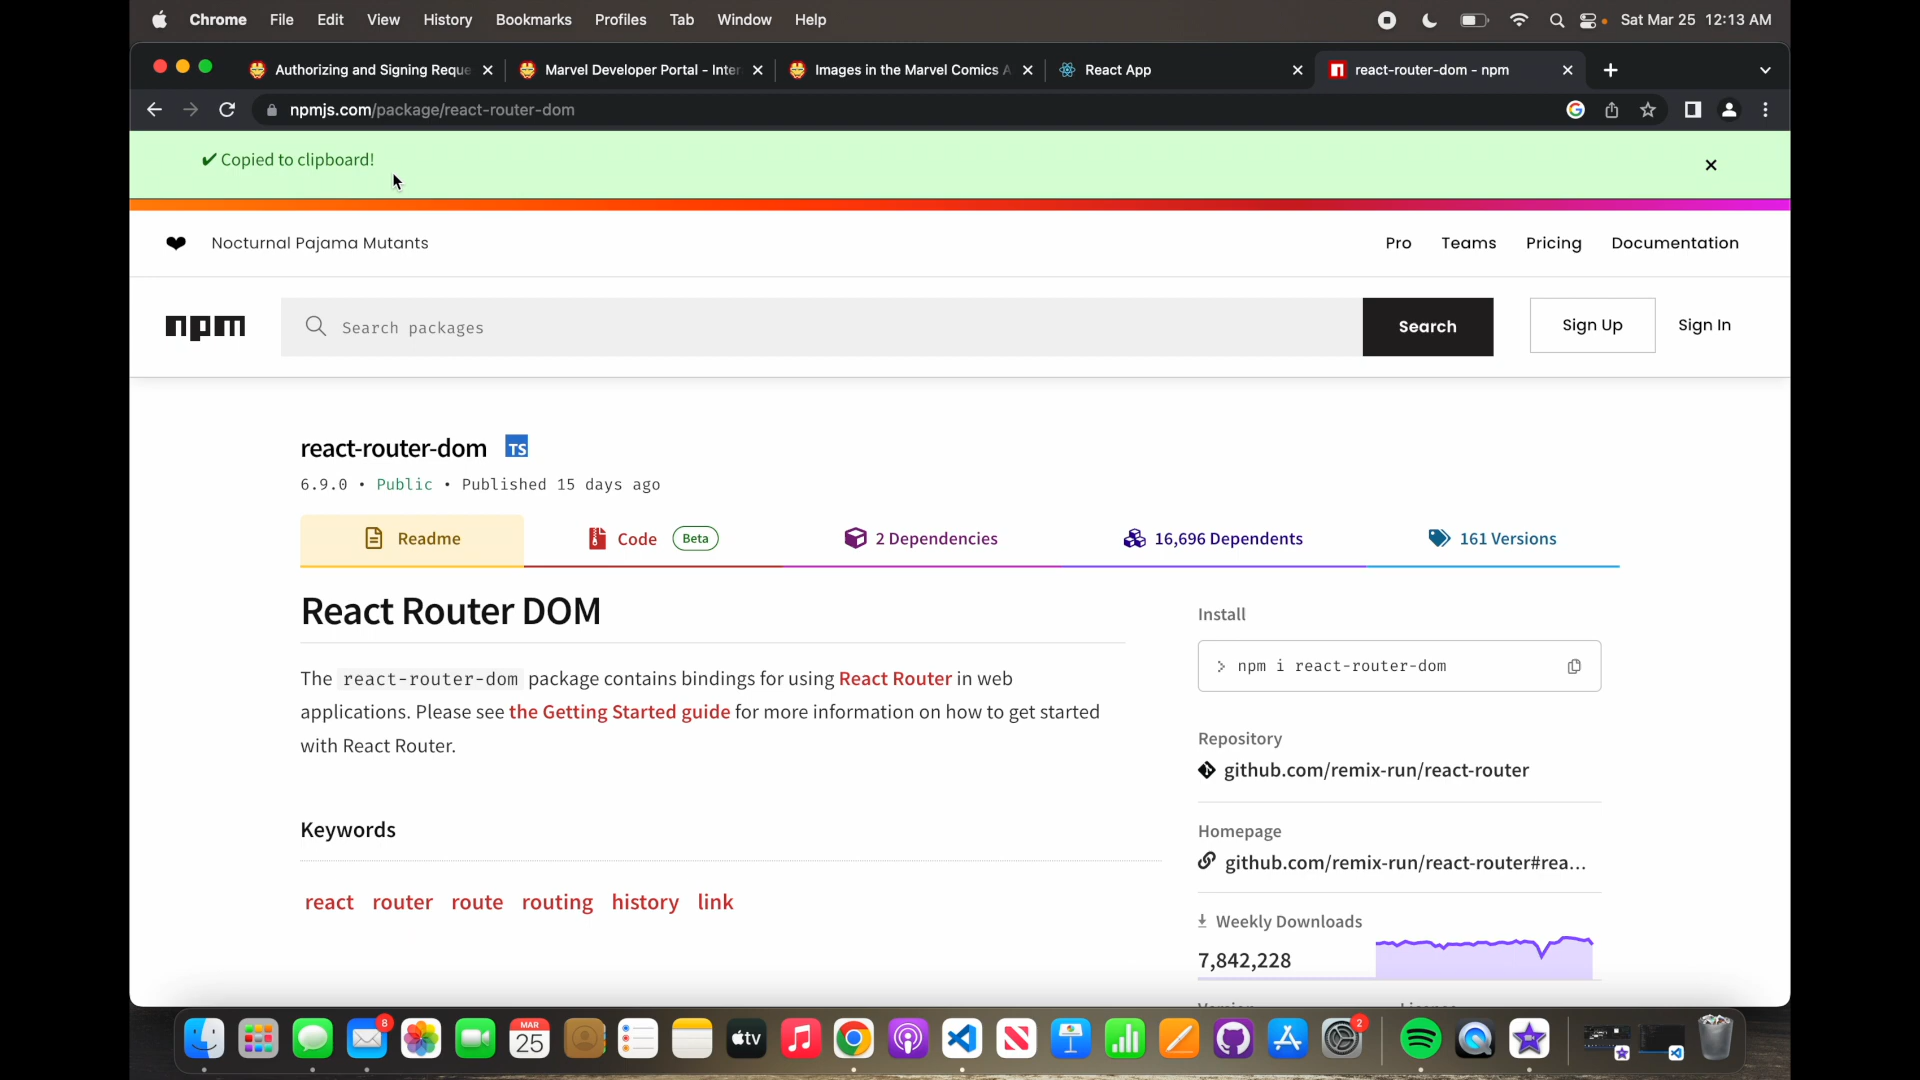 Chrome File Edit View History Bookmarks Profiles Tab Window Help Sat Mar 25 12:13 AM
Authorizing and Signing Reque Marvel Developer Portal - Inter Images in the Marvel Comics A React App react-router-dom - npm
npmjs.com/package/react-router-dom
✔ Copied to clipboard!
Nocturnal Pajama Mutants Pro Teams Pricing Documentation
npm Search packages Search Sign Up Sign In
react-router-dom TS
6.9.0 • Public • Published 15 days ago
Readme Code Beta 2 Dependencies 16,696 Dependents 161 Versions
React Router DOM
The react-router-dom package contains bindings for using React Router in web
applications. Please see the Getting Started guide for more information on how to get started
with React Router.
Keywords
react router route routing history link
Install
> npm i react-router-dom
Repository
github.com/remix-run/react-router
Homepage
github.com/remix-run/react-router#rea...
Weekly Downloads
7,842,228
8 MAR 25 tv 2